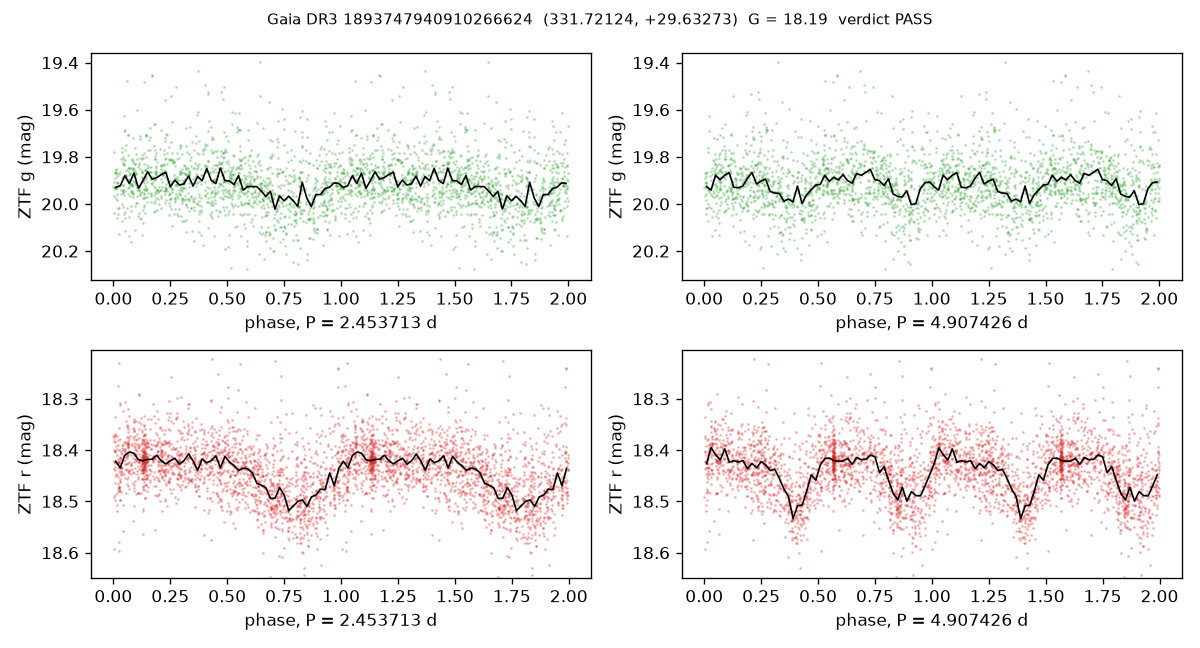 Gaia DR3 1893747940910266624 (331.72124, +29.63273) G = 18.19 verdict PASS
ZTF g (mag)
19.4
19.6
19.8
20.0
20.2
0.00 0.25 0.50 0.75 1.00 1.25 1.50 1.75 2.00
phase, P = 2.453713 d
ZTF g (mag)
19.4
19.6
19.8
20.0
20.2
0.00 0.25 0.50 0.75 1.00 1.25 1.50 1.75 2.00
phase, P = 4.907426 d
ZTF r (mag)
18.3
18.4
18.5
18.6
0.00 0.25 0.50 0.75 1.00 1.25 1.50 1.75 2.00
phase, P = 2.453713 d
ZTF r (mag)
18.3
18.4
18.5
18.6
0.00 0.25 0.50 0.75 1.00 1.25 1.50 1.75 2.00
phase, P = 4.907426 d